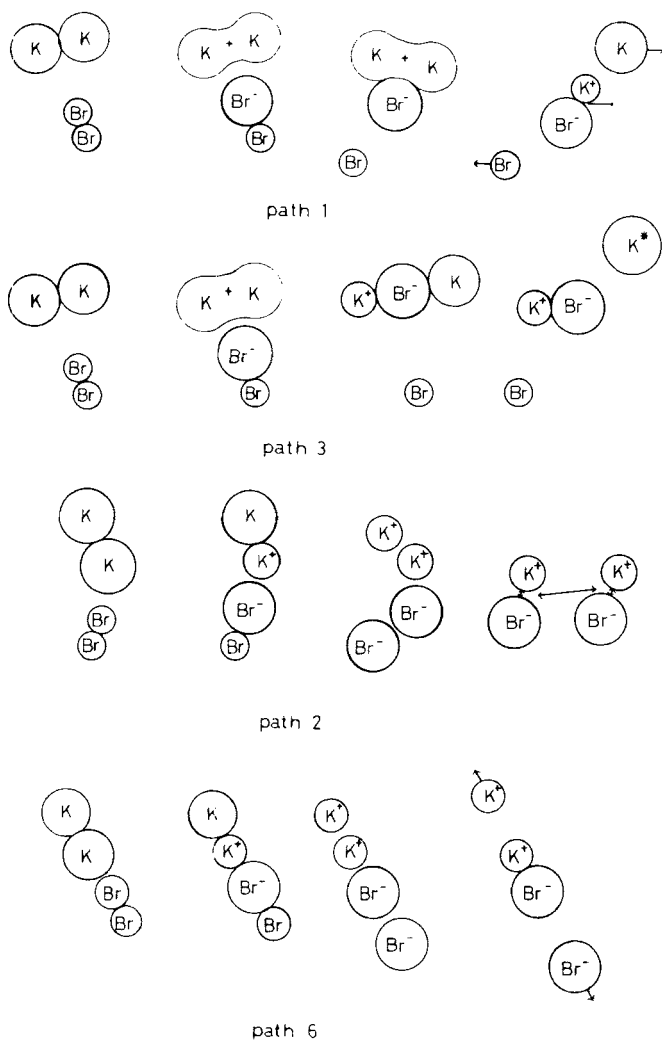 K K K + K K + K K
Br Br⁻ Br⁻ K⁺
Br Br Br Br⁻ Br
path 1
K K K + K K⁺ Br⁻ K K⁺ Br⁻ K*
Br Br⁻
Br Br Br Br
path 3
K K K⁺
K K⁺ K⁺ K⁺ K⁺
Br Br⁻ Br⁻ Br⁻ Br⁻
Br Br Br⁻
path 2
K K K⁺ K⁺
K K⁺ K⁺ K⁺
Br Br⁻ Br⁻ Br⁻
Br Br Br⁻ Br⁻
path 6